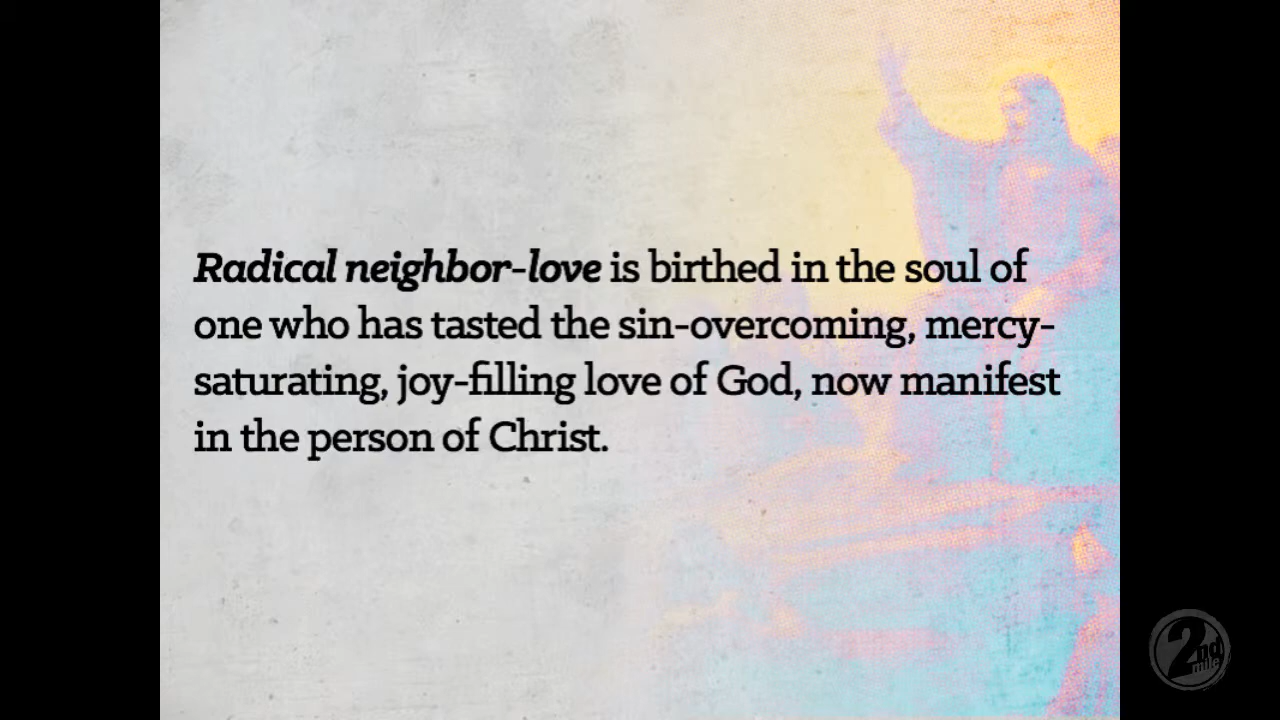 Radical neighbor-love is birthed in the soul of
one who has tasted the sin-overcoming, mercy-
saturating, joy-filling love of God, now manifest
in the person of Christ.
2nd
mile